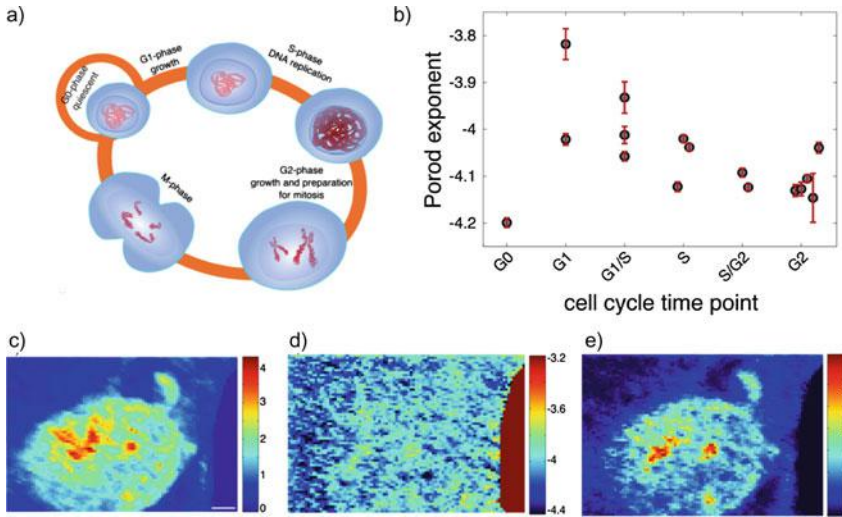 a)
G0-phase
quiescent
G1-phase
growth
S-phase
DNA replication
G2-phase
growth and preparation
for mitosis
M-phase
b)
Porod exponent
-3.8
-3.9
-4
-4.1
-4.2
G0
G1
G1/S
S
S/G2
G2
cell cycle time point
c)
4
3
2
1
0
d)
-3.2
-3.6
-4
-4.4
e)